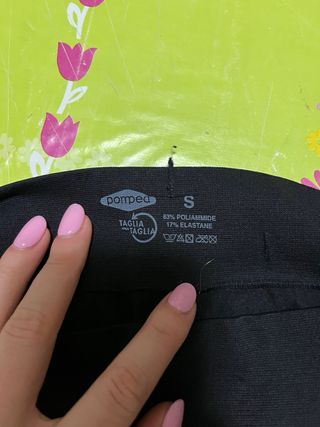 pompea
S
TAGLIA
TAGLIA
83% POLIAMMIDE
17% ELASTANE